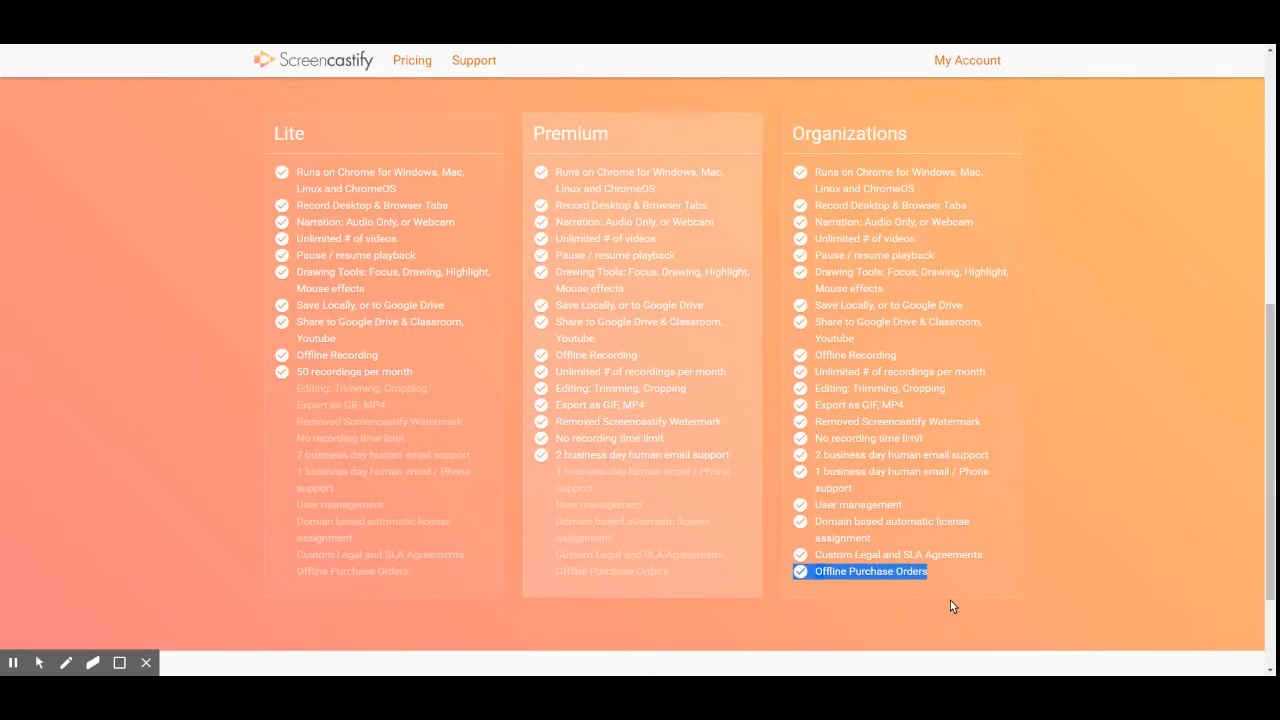 Screencastify Pricing Support My Account
Lite
Runs on Chrome for Windows, Mac,
Linux and ChromeOS
Record Desktop & Browser Tabs
Narration: Audio Only, or Webcam
Unlimited # of videos
Pause / resume playback
Drawing Tools: Focus, Drawing, Highlight,
Mouse effects
Save Locally, or to Google Drive
Share to Google Drive & Classroom,
Youtube
Offline Recording
50 recordings per month
Editing: Trimming, Cropping
Export as GIF, MP4
Removed Screencastify Watermark
No recording time limit
2 business day human email support
1 business day human email / Phone
support
User management
Domain based automatic license
assignment
Custom Legal and SLA Agreements
Offline Purchase Orders
Premium
Runs on Chrome for Windows, Mac,
Linux and ChromeOS
Record Desktop & Browser Tabs
Narration: Audio Only, or Webcam
Unlimited # of videos
Pause / resume playback
Drawing Tools: Focus, Drawing, Highlight,
Mouse effects
Save Locally, or to Google Drive
Share to Google Drive & Classroom,
Youtube
Offline Recording
Unlimited # of recordings per month
Editing: Trimming, Cropping
Export as GIF, MP4
Removed Screencastify Watermark
No recording time limit
2 business day human email support
1 business day human email / Phone
support
User management
Domain based automatic license
assignment
Custom Legal and SLA Agreements
Offline Purchase Orders
Organizations
Runs on Chrome for Windows, Mac,
Linux and ChromeOS
Record Desktop & Browser Tabs
Narration: Audio Only, or Webcam
Unlimited # of videos
Pause / resume playback
Drawing Tools: Focus, Drawing, Highlight,
Mouse effects
Save Locally, or to Google Drive
Share to Google Drive & Classroom,
Youtube
Offline Recording
Unlimited # of recordings per month
Editing: Trimming, Cropping
Export as GIF, MP4
Removed Screencastify Watermark
No recording time limit
2 business day human email support
1 business day human email / Phone
support
User management
Domain based automatic license
assignment
Custom Legal and SLA Agreements
Offline Purchase Orders